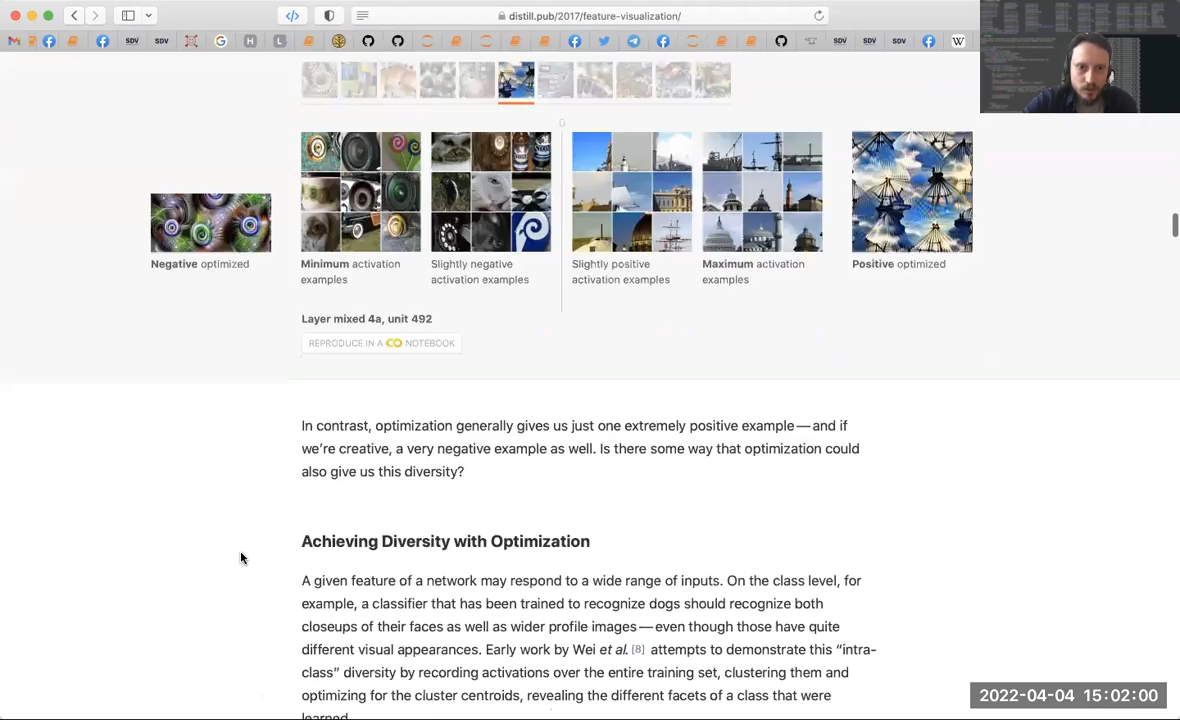 distill.pub/2017/feature-visualization/
SDV
SDV
SDV
SDV
SDV
0
Negative optimized
Minimum activation
examples
Slightly negative
activation examples
Slightly positive
activation examples
Maximum activation
examples
Positive optimized
Layer mixed 4a, unit 492
REPRODUCE IN A CO NOTEBOOK
In contrast, optimization generally gives us just one extremely positive example — and if
we’re creative, a very negative example as well. Is there some way that optimization could
also give us this diversity?
Achieving Diversity with Optimization
A given feature of a network may respond to a wide range of inputs. On the class level, for
example, a classifier that has been trained to recognize dogs should recognize both
closeups of their faces as well as wider profile images — even though those have quite
different visual appearances. Early work by Wei et al. [8] attempts to demonstrate this “intra-
class” diversity by recording activations over the entire training set, clustering them and
optimizing for the cluster centroids, revealing the different facets of a class that were
learned
2022-04-04 15:02:00